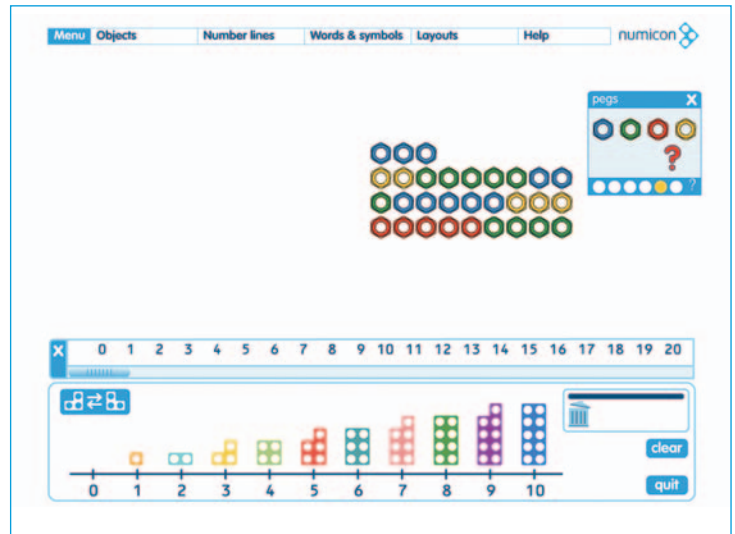 Menu Objects Number lines Words & symbols Layouts Help numicon
pegs X
?
?
X 0 1 2 3 4 5 6 7 8 9 10 11 12 13 14 15 16 17 18 19 20
clear
0 1 2 3 4 5 6 7 8 9 10
quit